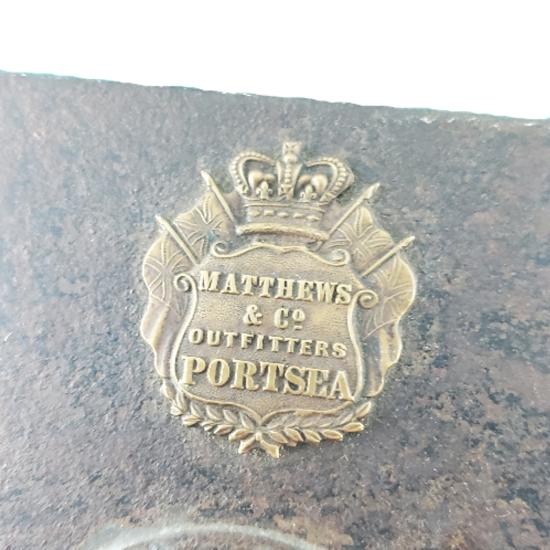 MATTHEWS
& Co
OUTFITTERS
PORTSEA